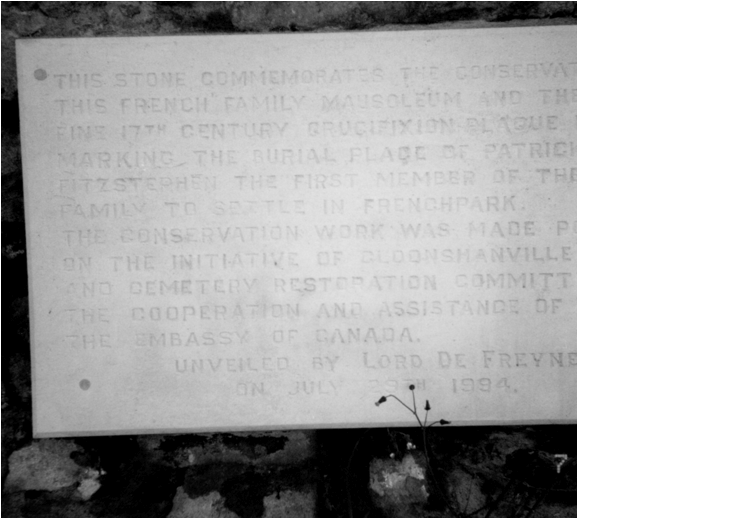 THIS STONE COMMEMORATES THE CONSERVAT
THIS FRENCH FAMILY MAUSOLEUM AND THE
FINE 17TH CENTURY CRUCIFIXION PLAQUE
MARKING THE BURIAL PLACE OF PATRICK
FITZSTEPHEN THE FIRST MEMBER OF THE
FAMILY TO SETTLE IN FRENCHPARK.
THE CONSERVATION WORK WAS MADE PO
ON THE INITIATIVE OF CLOONSHANVILLE
AND CEMETERY RESTORATION COMMITT
THE COOPERATION AND ASSISTANCE OF
THE EMBASSY OF CANADA.
UNVEILED BY LORD DE FREYNE
ON JULY 29TH 1994.